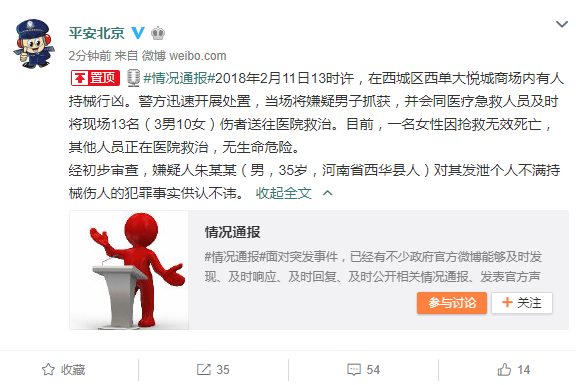 平安北京
2分钟前 来自 微博 weibo.com
置顶 #情况通报#2018年2月11日13时许，在西城区西单大悦城商场内有人
持械行凶。警方迅速开展处置，当场将嫌疑男子抓获，并会同医疗急救人员及时
将现场13名（3男10女）伤者送往医院救治。目前，一名女性因抢救无效死亡，
其他人员正在医院救治，无生命危险。
经初步审查，嫌疑人朱某某（男，35岁，河南省西华县人）对其发泄个人不满持
械伤人的犯罪事实供认不讳。 收起全文
情况通报
#情况通报#面对突发事件，已经有不少政府官方微博能够及时发
现、及时响应、及时回复、及时公开相关情况通报、发表官方声
参与讨论 + 关注
收藏 35 54 14